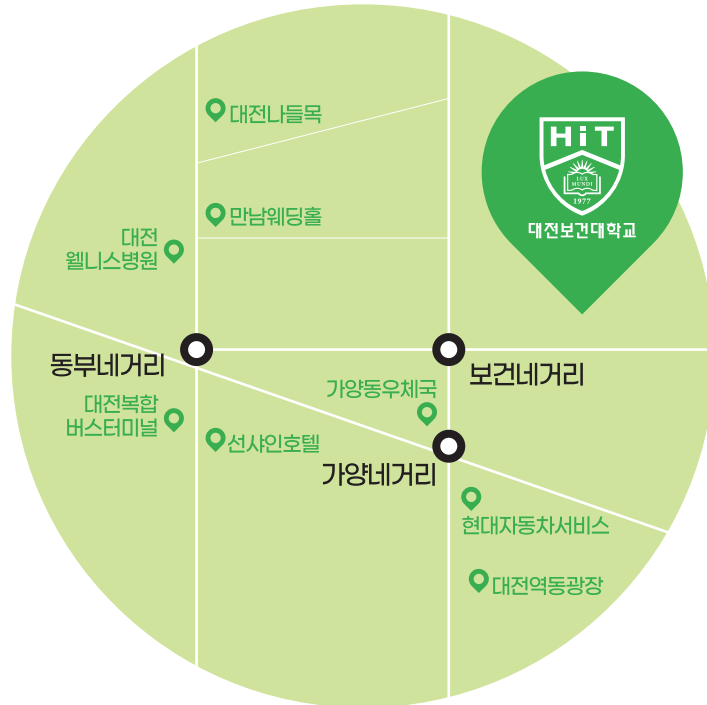 대전나들목
HiT
LUX
MUNDI
1977
대전보건대학교
만남웨딩홀
대전
웰니스병원
동부네거리
보건네거리
가양동우체국
대전복합
버스터미널
선샤인호텔
가양네거리
현대자동차서비스
대전역동광장